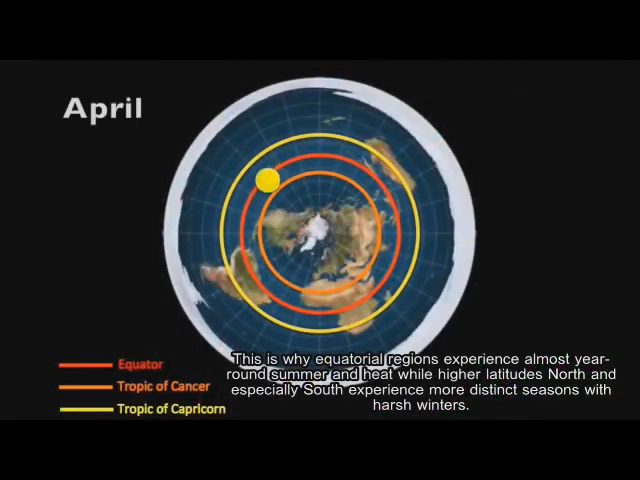 April
Equator
Tropic of Cancer
Tropic of Capricorn
This is why equatorial regions experience almost year-
round summer and heat while higher latitudes North and
especially South experience more distinct seasons with
harsh winters.